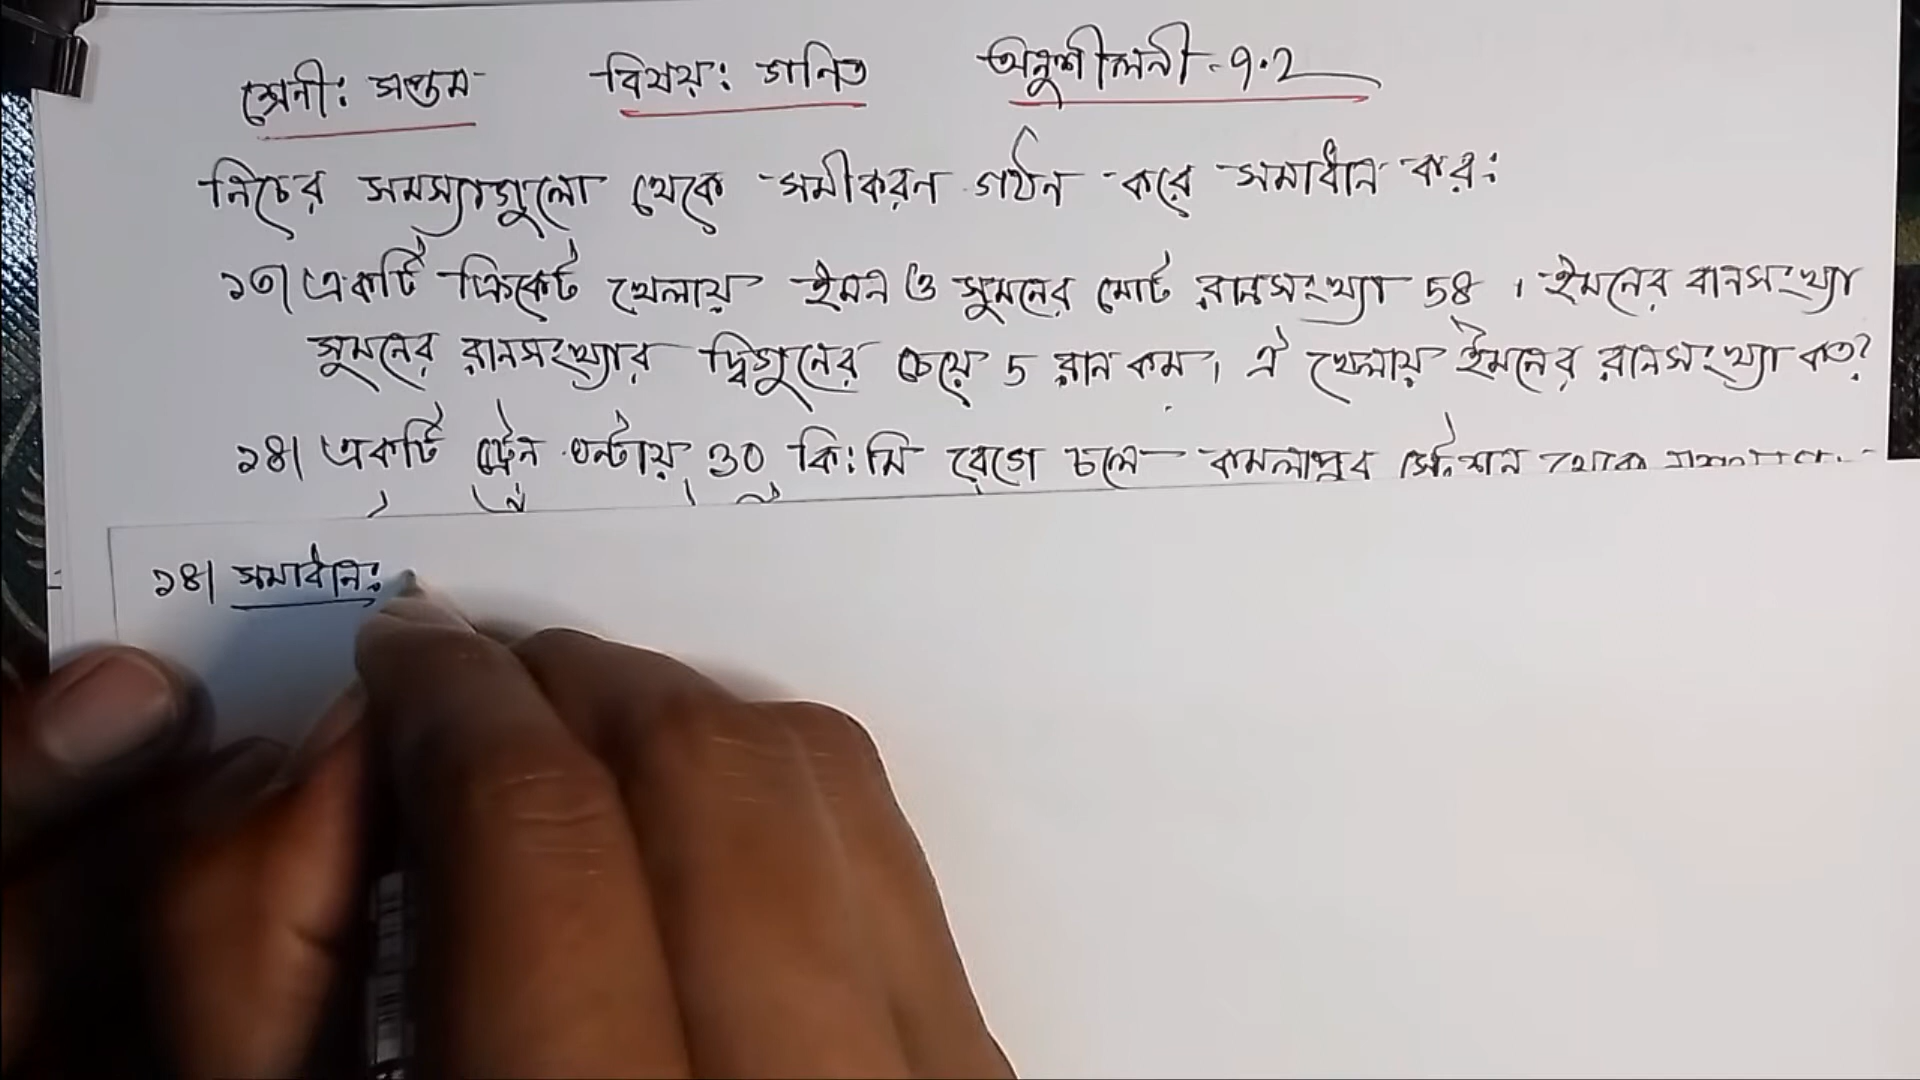 শ্রেনী: সপ্তম বিষয়: গনিত অনুশীলনী-৭.2
নিচের সমস্যাগুলো থেকে সমীকরন গঠন করে সমাধান কর:
১৩| একটি ক্রিকেট খেলায় ইমন ও সুমনের মোট রানসংখ্যা 58 । ইমনের রানসংখ্যা
সুমনের রানসংখ্যার দ্বিগুনের চেয়ে 5 রান কম। ঐ খেলায় ইমনের রানসংখ্যা কত?
১৪| একটি ট্রেন ঘন্টায় 30 কি:মি বেগে চলে কমলাপুর স্টেশন থেকে
১৪| সমাধান: